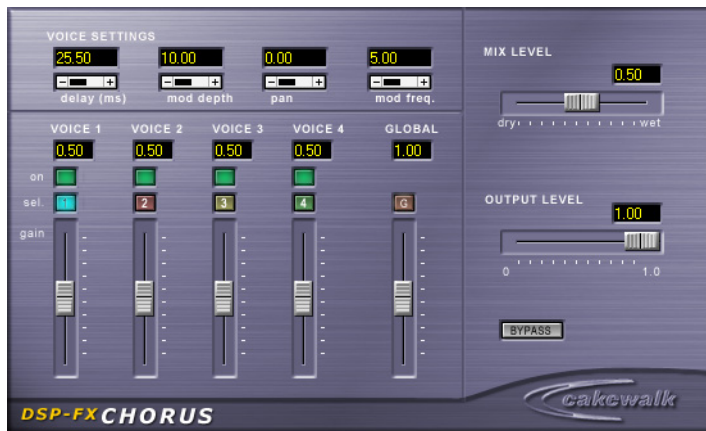 VOICE SETTINGS
25.50 10.00 0.00 5.00
delay (ms) mod depth pan mod freq.
VOICE 1 VOICE 2 VOICE 3 VOICE 4 GLOBAL
0.50 0.50 0.50 0.50 1.00
on
sel. 1 2 3 4 G
gain
MIX LEVEL
0.50
dry wet
OUTPUT LEVEL
1.00
0 1.0
BYPASS
DSP-FX CHORUS
cakewalk